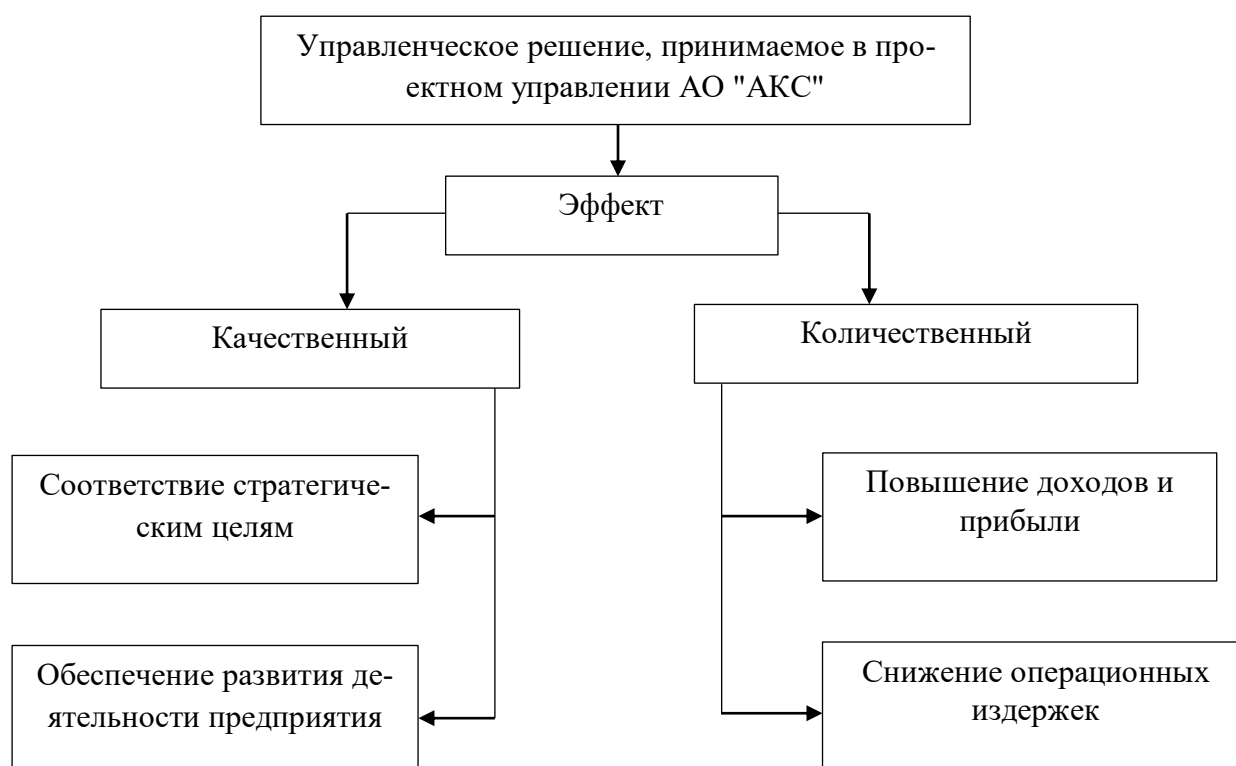 Управленческое решение, принимаемое в про-
ектном управлении АО "АКС"
Эффект
Качественный
Количественный
Соответствие стратегиче-
ским целям
Повышение доходов и
прибыли
Обеспечение развития де-
ятельности предприятия
Снижение операционных
издержек